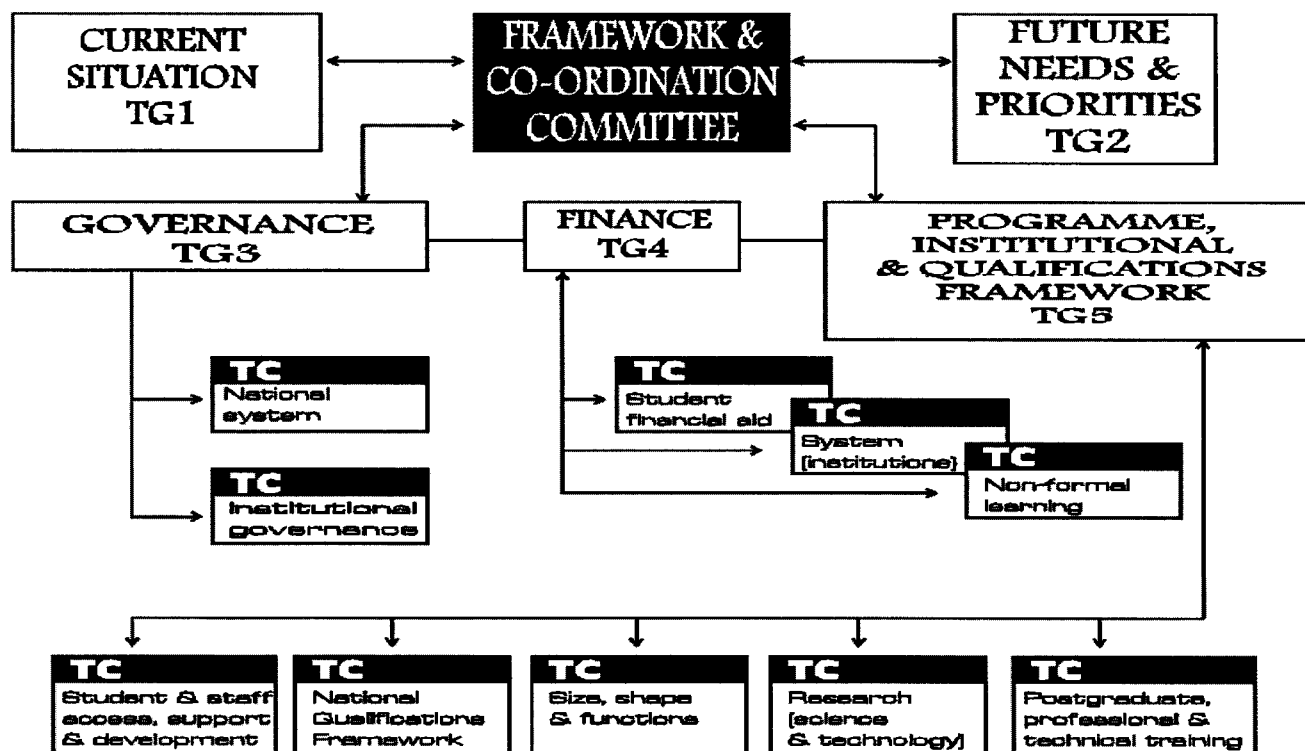 CURRENT
SITUATION
TG1
FRAMEWORK &
CO-ORDINATION
COMMITTEE
FUTURE
NEEDS &
PRIORITIES
TG2
GOVERNANCE
TG3
FINANCE
TG4
PROGRAMME,
INSTITUTIONAL
& QUALIFICATIONS
FRAMEWORK
TG5
TC
National
system
TC
Institutional
governance
TC
Student
financial aid
TC
System
[institutions]
TC
Non-formal
learning
TC
Student & staff
access, support
& development
TC
National
Qualifications
Framework
TC
Size, shape
& functions
TC
Research
[science
& technology]
TC
Postgraduate,
professional &
technical training